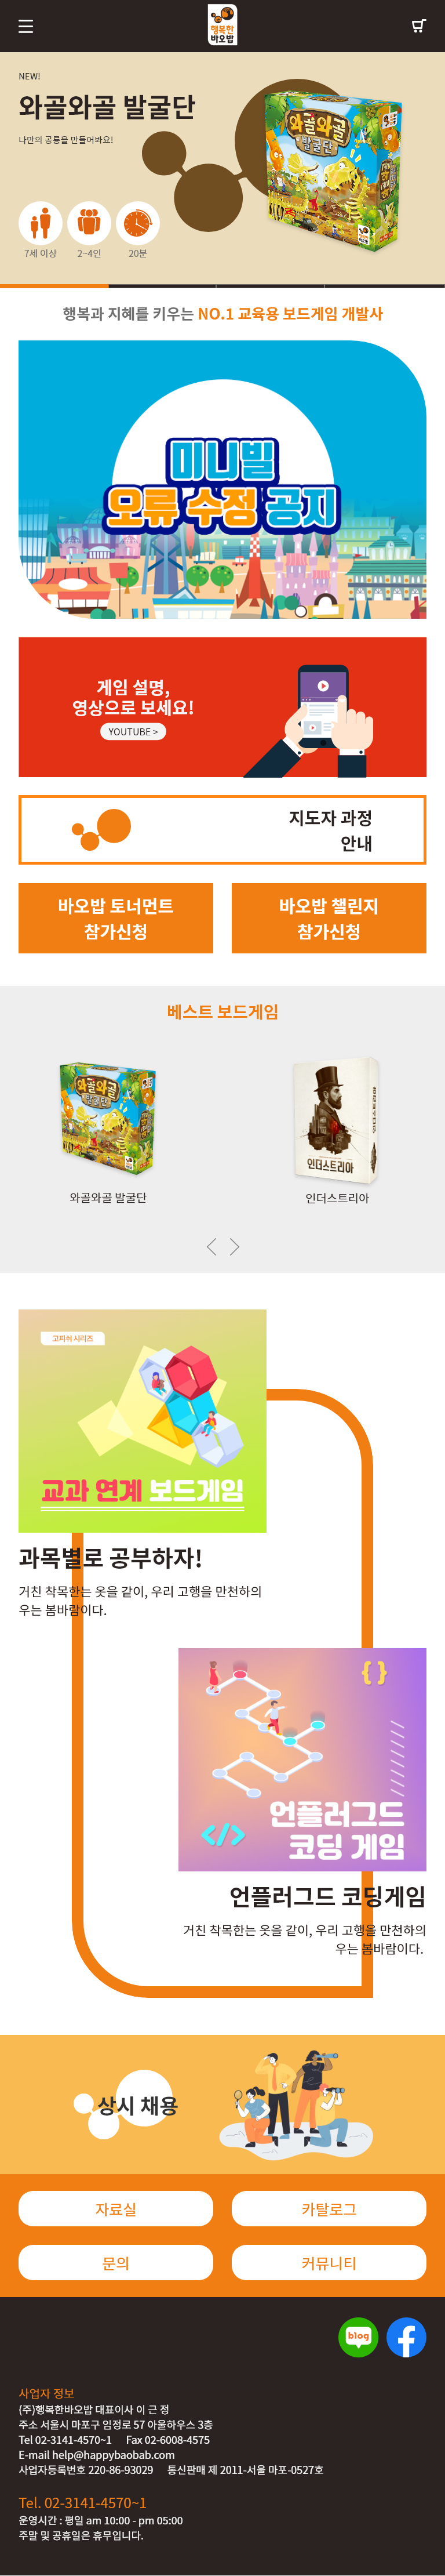 행복한
바오밥
NEW!
와골와골 발굴단
나만의 공룡을 만들어봐요!
와골와골
발굴단
7세 이상
2~4인
20분
행복과 지혜를 키우는 NO.1 교육용 보드게임 개발사
미니빌
오류 수정 공지
게임 설명,
영상으로 보세요!
YOUTUBE >
지도자 과정
안내
바오밥 토너먼트
참가신청
바오밥 챌린지
참가신청
베스트 보드게임
와골와골
발굴단
인더스트리아
와골와골 발굴단
인더스트리아
고피쉬 시리즈
교과 연계 보드게임
과목별로 공부하자!
거친 착목한는 옷을 같이, 우리 고행을 만천하의
우는 봄바람이다.
{ }
</>
언플러그드
코딩 게임
언플러그드 코딩게임
거친 착목한는 옷을 같이, 우리 고행을 만천하의
우는 봄바람이다.
상시 채용
자료실
카탈로그
문의
커뮤니티
blog
사업자 정보
(주)행복한바오밥 대표이사 이 근 정
주소 서울시 마포구 임정로 57 아울하우스 3층
Tel 02-3141-4570~1 Fax 02-6008-4575
E-mail help@happybaobab.com
사업자등록번호 220-86-93029 통신판매 제 2011-서울 마포-0527호
Tel. 02-3141-4570~1
운영시간 : 평일 am 10:00 - pm 05:00
주말 및 공휴일은 휴무입니다.